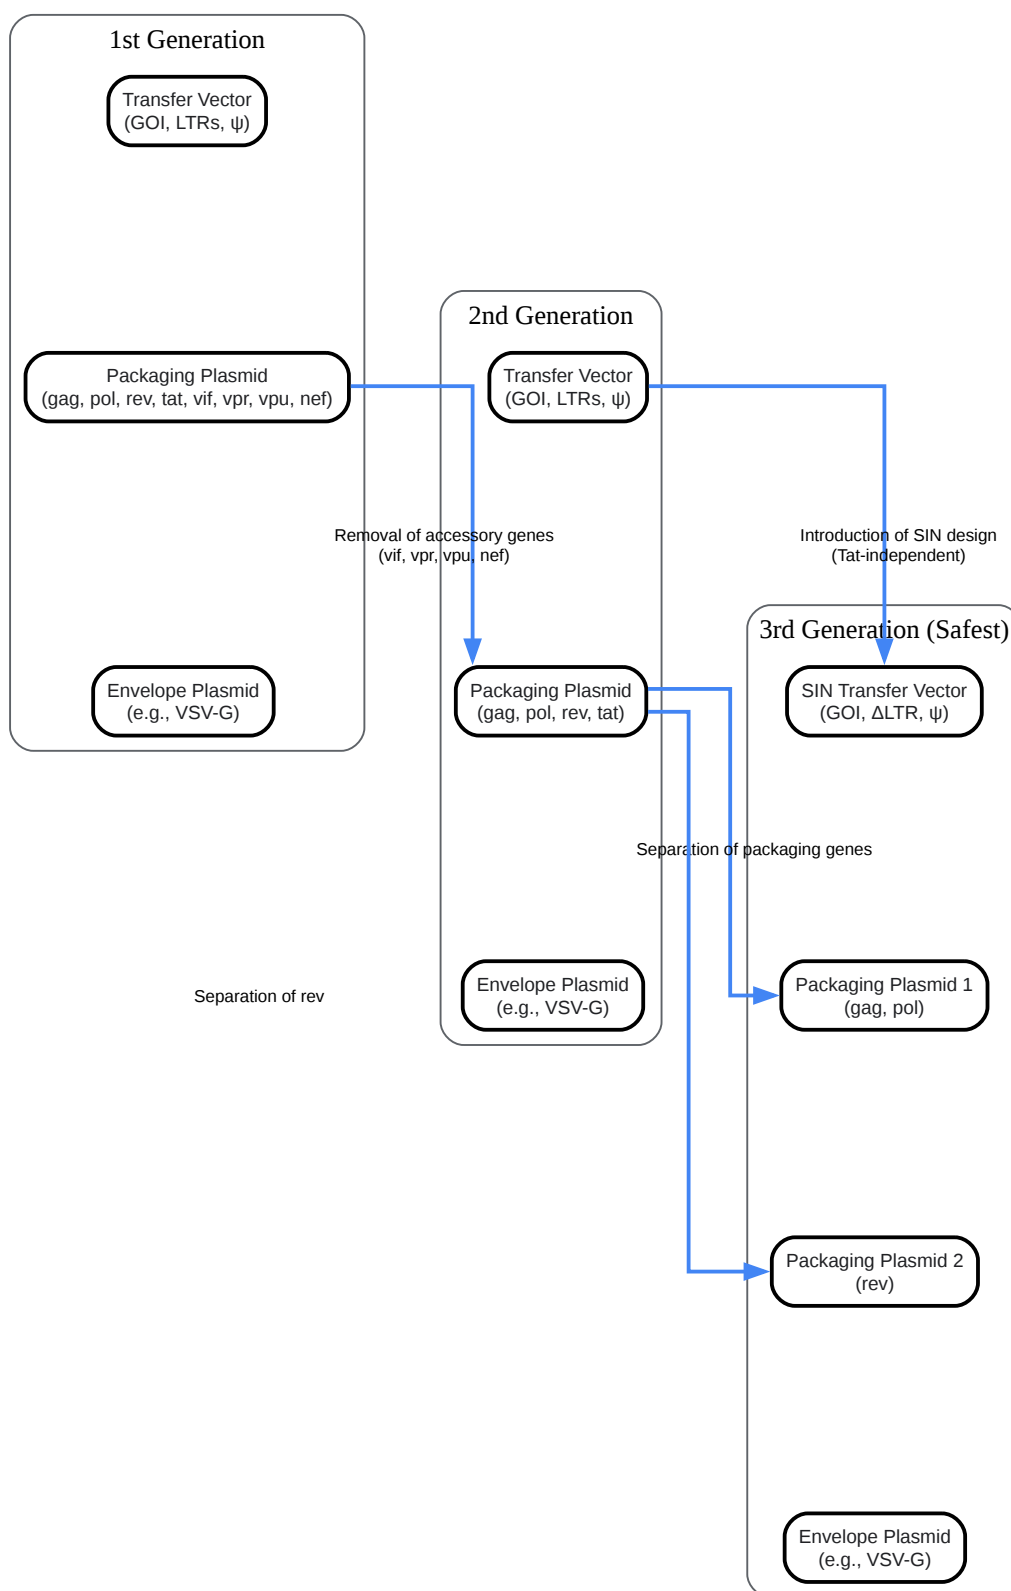 1st Generation
Transfer Vector
(GOI, LTRs, ψ)
Packaging Plasmid
(gag, pol, rev, tat, vif, vpr, vpu, nef)
Envelope Plasmid
(e.g., VSV-G)
2nd Generation
Transfer Vector
(GOI, LTRs, ψ)
Removal of accessory genes
(vif, vpr, vpu, nef)
Packaging Plasmid
(gag, pol, rev, tat)
Envelope Plasmid
(e.g., VSV-G)
Introduction of SIN design
(Tat-independent)
3rd Generation (Safest)
SIN Transfer Vector
(GOI, ΔLTR, ψ)
Separation of packaging genes
Separation of rev
Packaging Plasmid 1
(gag, pol)
Packaging Plasmid 2
(rev)
Envelope Plasmid
(e.g., VSV-G)